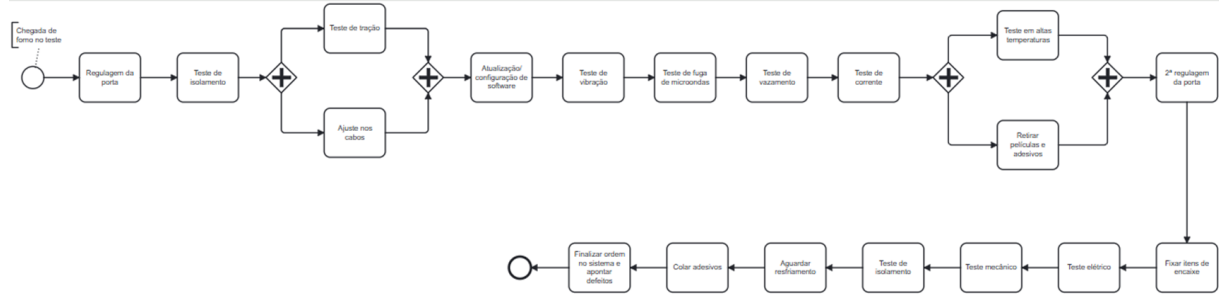 Chegada de
forno no teste
Regulagem da
porta
Teste de
isolamento
Teste de tração
Ajuste nos
cabos
Atualização/
configuração de
software
Teste de
vibração
Teste de fuga
de microondas
Teste de
vazamento
Teste de
corrente
Teste em altas
temperaturas
Retirar
películas e
adesivos
2ª regulagem
da porta
Fixar itens de
encaixe
Teste elétrico
Teste mecânico
Teste de
isolamento
Aguardar
resfriamento
Colar adesivos
Finalizar ordem
no sistema e
apontar
defeitos